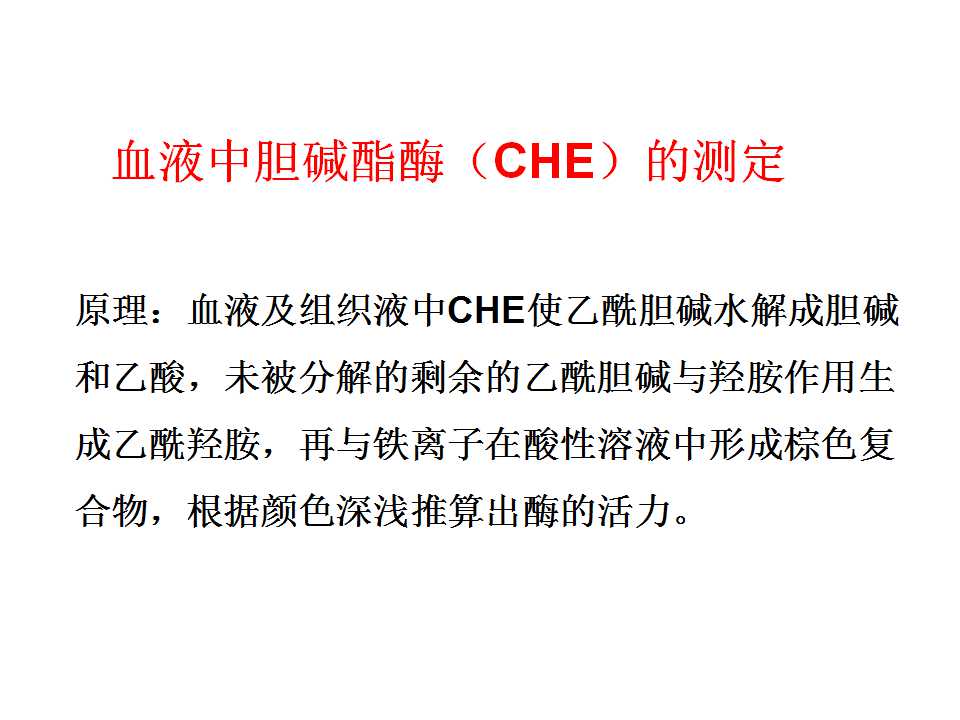 血液中胆碱酯酶（CHE）的测定
原理：血液及组织液中CHE使乙酰胆碱水解成胆碱
和乙酸，未被分解的剩余的乙酰胆碱与羟胺作用生
成乙酰羟胺，再与铁离子在酸性溶液中形成棕色复
合物，根据颜色深浅推算出酶的活力。